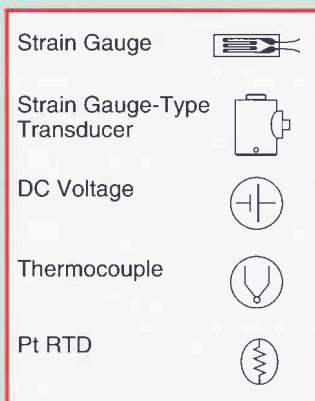 Strain Gauge
Strain Gauge-Type
Transducer
DC Voltage
Thermocouple
Pt RTD